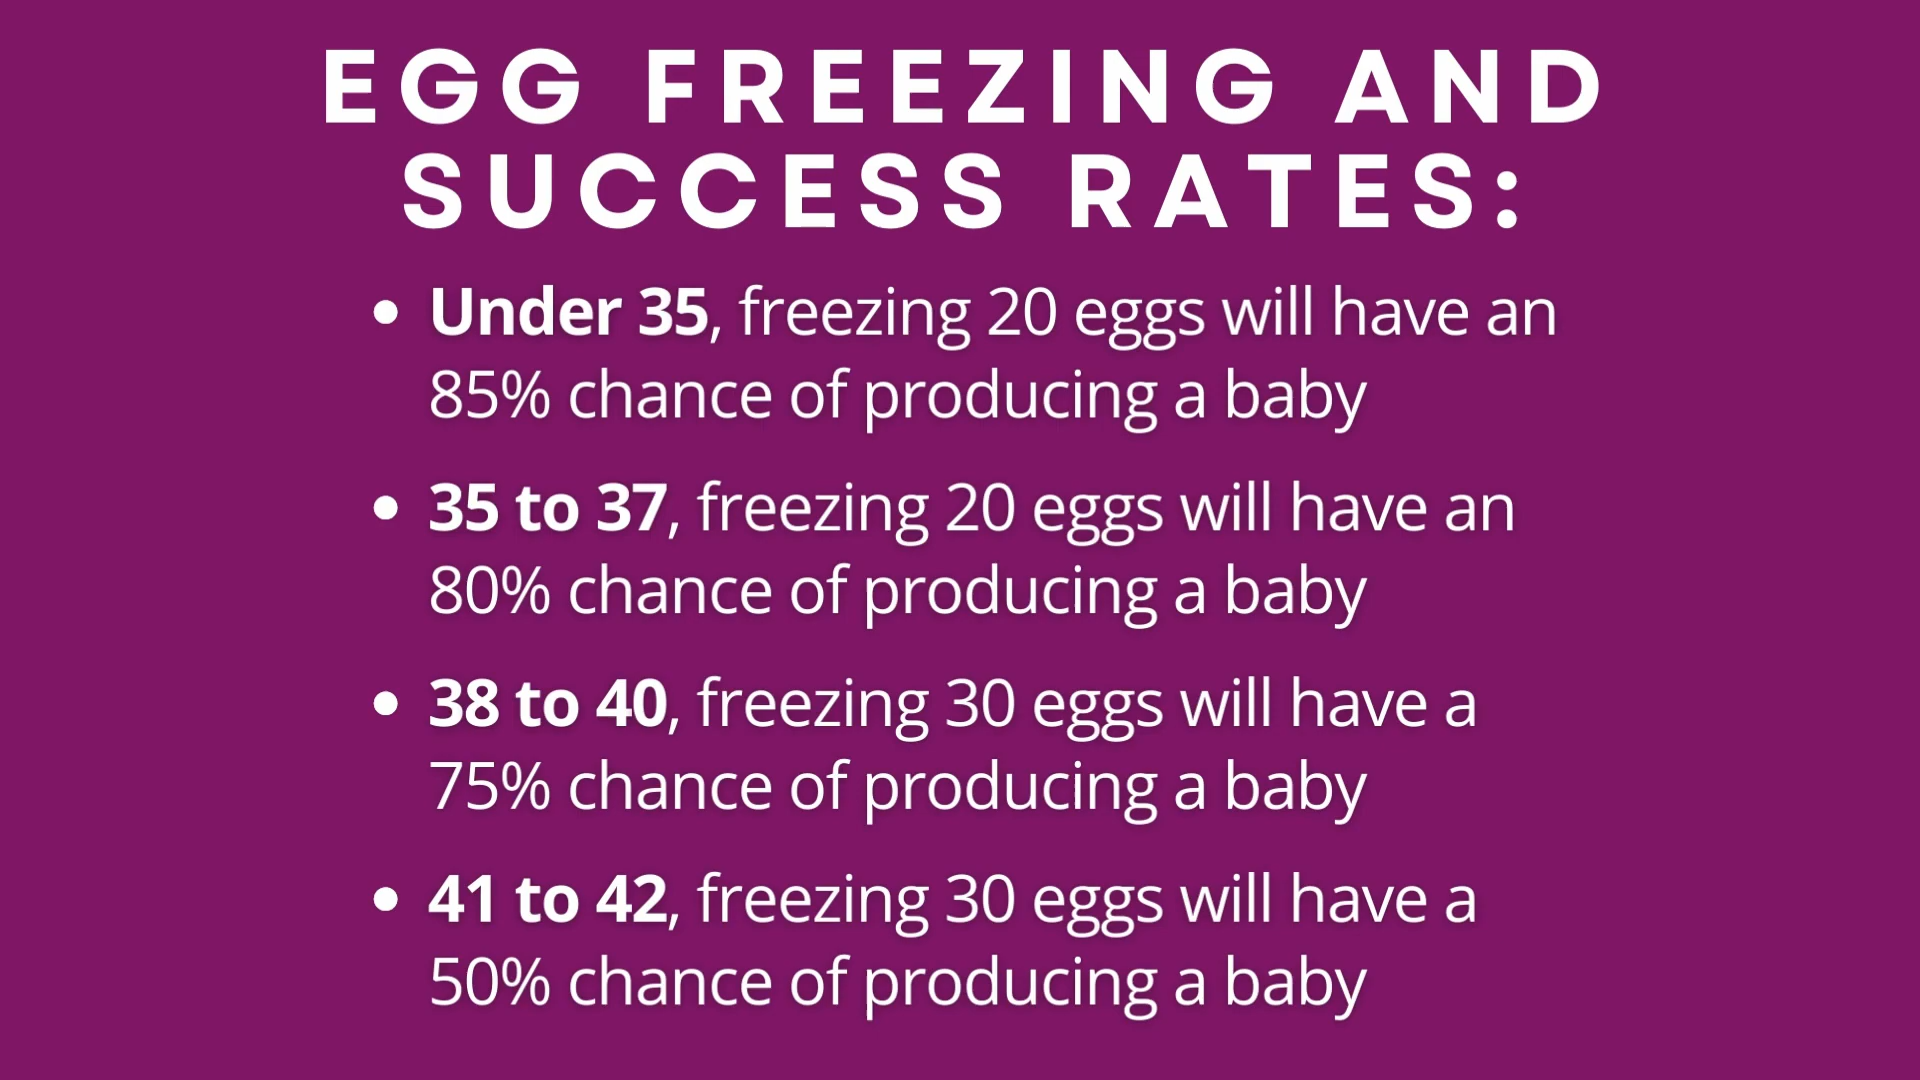 EGG FREEZING AND
SUCCESS RATES:
• Under 35, freezing 20 eggs will have an
85% chance of producing a baby
• 35 to 37, freezing 20 eggs will have an
80% chance of producing a baby
• 38 to 40, freezing 30 eggs will have a
75% chance of producing a baby
• 41 to 42, freezing 30 eggs will have a
50% chance of producing a baby